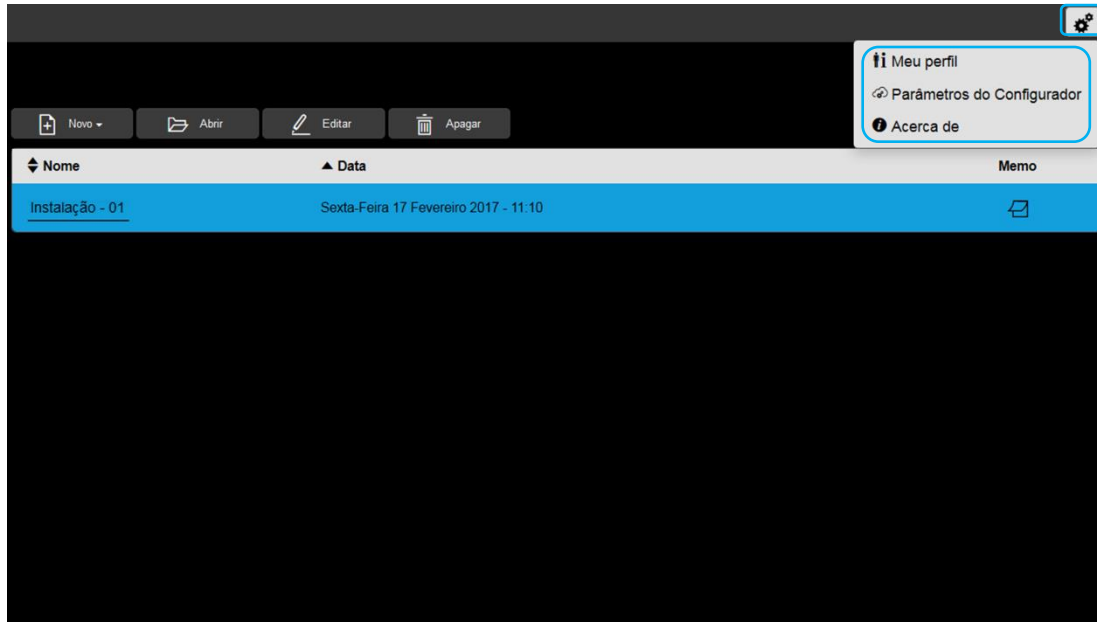 Meu perfil
Parâmetros do Configurador
Acerca de
Novo
Abrir
Editar
Apagar
Nome
Data
Memo
Instalação - 01
Sexta-Feira 17 Fevereiro 2017 - 11:10